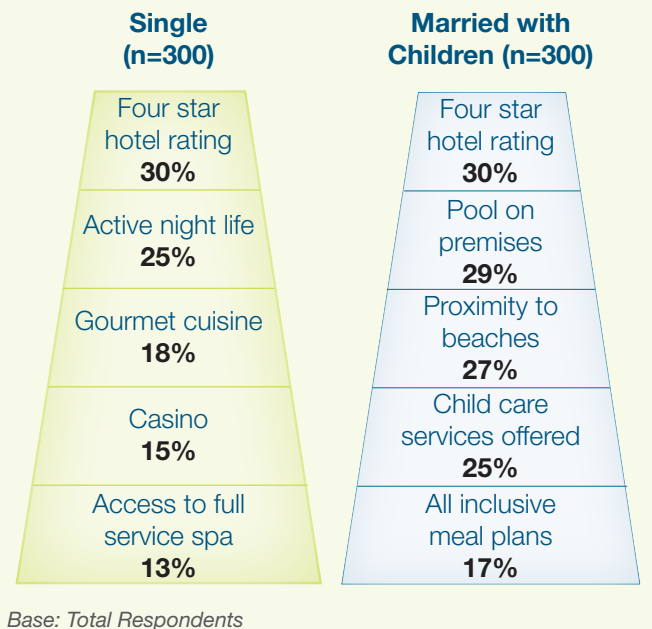 Single
(n=300)
Four star
hotel rating
30%
Active night life
25%
Gourmet cuisine
18%
Casino
15%
Access to full
service spa
13%
Married with
Children (n=300)
Four star
hotel rating
30%
Pool on
premises
29%
Proximity to
beaches
27%
Child care
services offered
25%
All inclusive
meal plans
17%
Base: Total Respondents